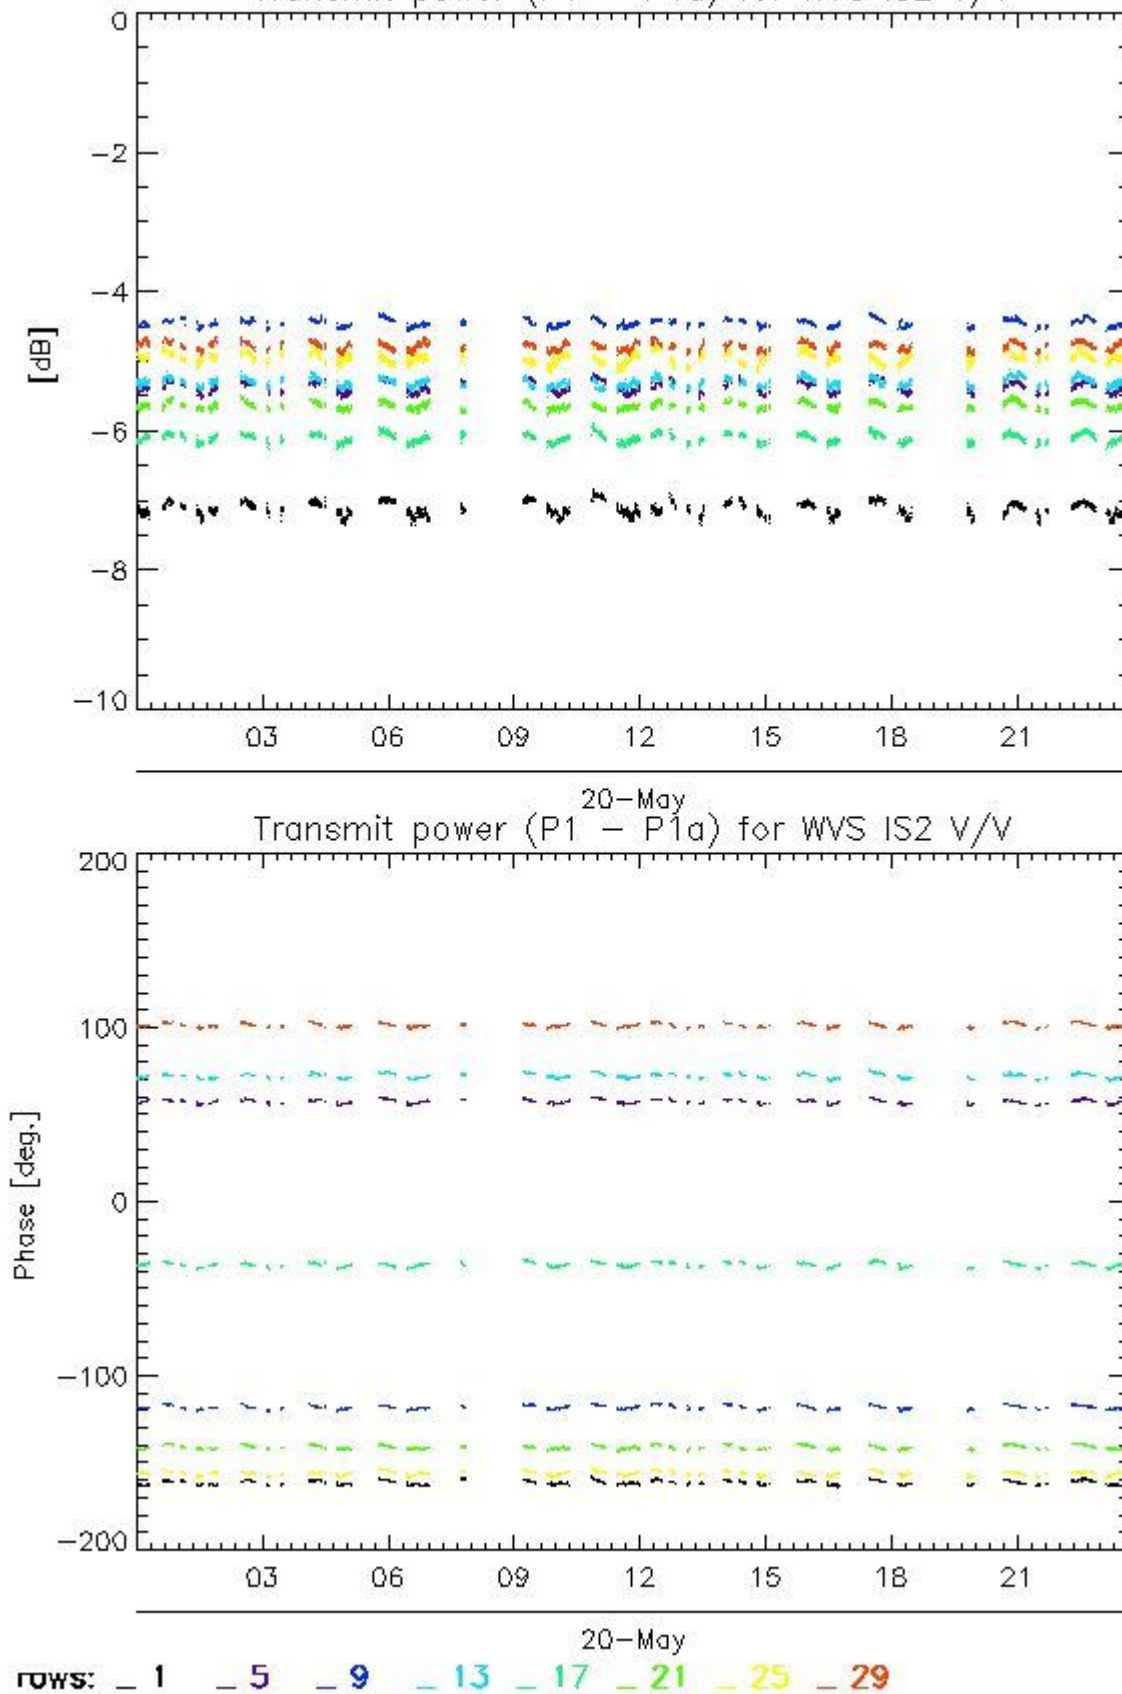 0
-2
-4
[dB]
-6
-8
-10
03 06 09 12 15 18 21
20-May
Transmit power (P1 - P1a) for WVS IS2 V/V
200
100
0
Phase [deg.]
-100
-200
03 06 09 12 15 18 21
20-May
rows: _ 1 _ 5 _ 9 _ 13 _ 17 _ 21 _ 25 _ 29